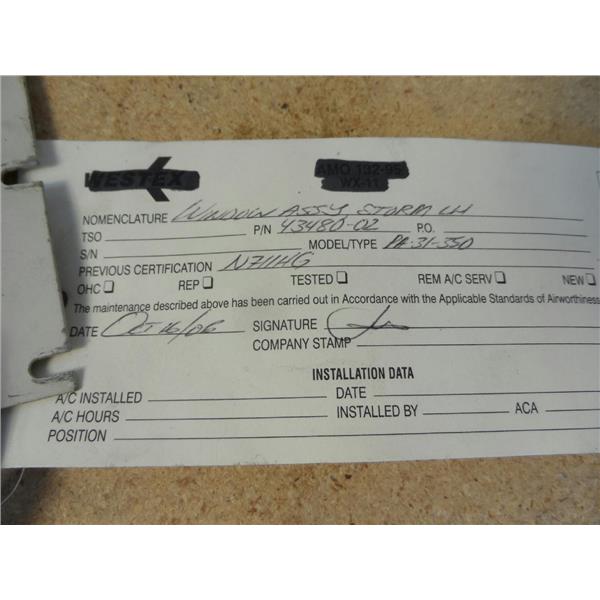 WESTEX
AMO 132-95
WX-11
NOMENCLATURE WINDOW ASSY, STORM LH
TSO P/N 43480-02 P.O.
S/N MODEL/TYPE PA-31-350
PREVIOUS CERTIFICATION N711HG
OHC ☐ REP ☐ TESTED ☐ REM A/C SERV ☐ NEW ☐
The maintenance described above has been carried out in Accordance with the Applicable Standards of Airworthiness
DATE OCT 16/06 SIGNATURE
COMPANY STAMP
INSTALLATION DATA
A/C INSTALLED DATE
A/C HOURS INSTALLED BY ACA
POSITION